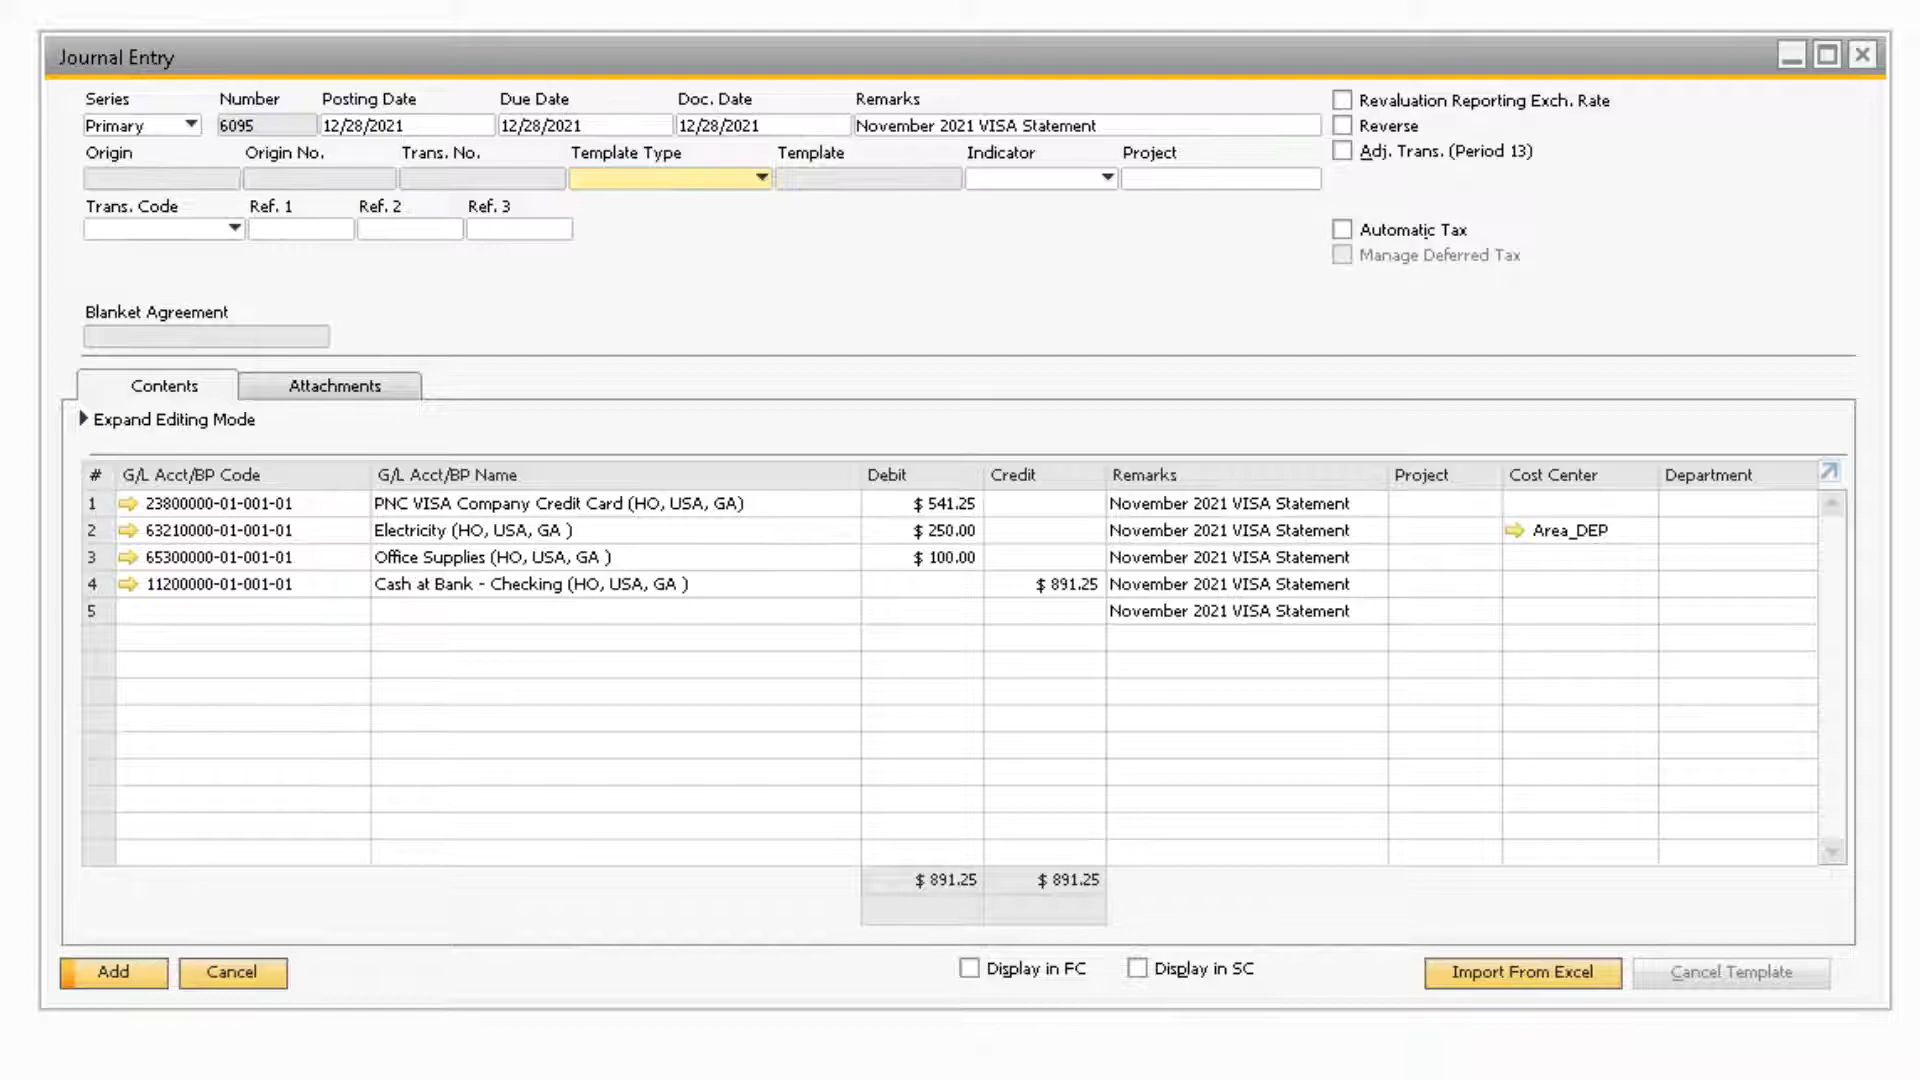 Journal Entry
Series Number Posting Date Due Date Doc. Date Remarks
Primary 6095 12/28/2021 12/28/2021 12/28/2021 November 2021 VISA Statement
Revaluation Reporting Exch. Rate
Reverse
Adj. Trans. (Period 13)
Origin Origin No. Trans. No. Template Type Template Indicator Project
Trans. Code Ref. 1 Ref. 2 Ref. 3
Automatic Tax
Manage Deferred Tax
Blanket Agreement
Contents Attachments
Expand Editing Mode
# G/L Acct/BP Code G/L Acct/BP Name Debit Credit Remarks Project Cost Center Department
1 23800000-01-001-01 PNC VISA Company Credit Card (HO, USA, GA) $ 541.25 November 2021 VISA Statement
2 63210000-01-001-01 Electricity (HO, USA, GA ) $ 250.00 November 2021 VISA Statement Area_DEP
3 65300000-01-001-01 Office Supplies (HO, USA, GA ) $ 100.00 November 2021 VISA Statement
4 11200000-01-001-01 Cash at Bank - Checking (HO, USA, GA ) $ 891.25 November 2021 VISA Statement
5 November 2021 VISA Statement
$ 891.25 $ 891.25
Add Cancel Display in FC Display in SC Import From Excel Cancel Template